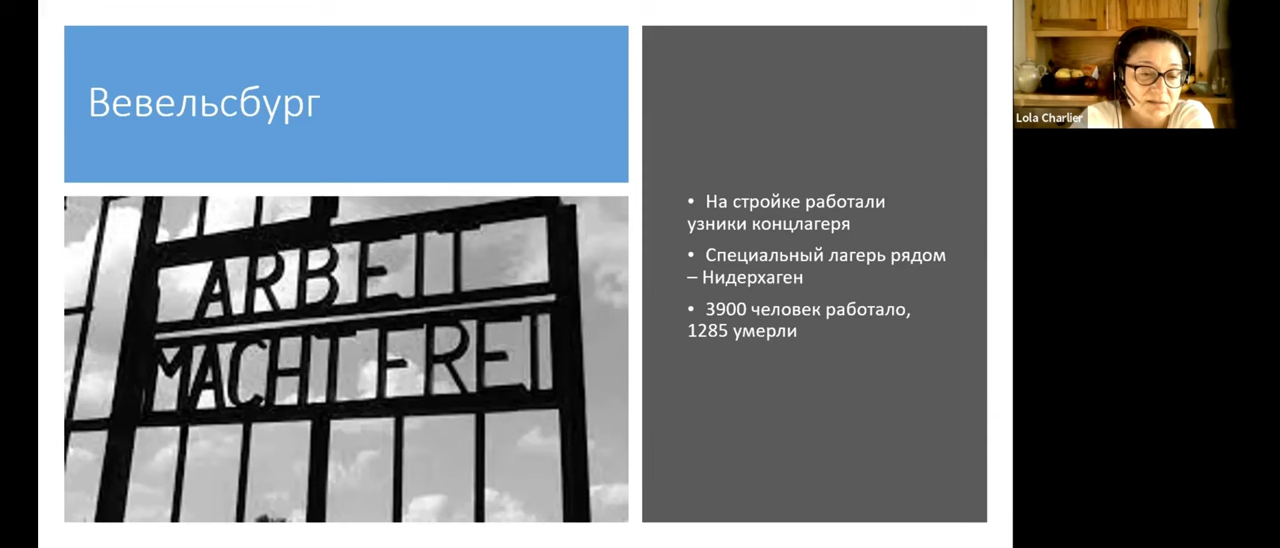 Вевельсбург
ARBEIT
MACHT FREI
• На стройке работали
узники концлагеря
• Специальный лагерь рядом
– Нидерхаген
• 3900 человек работало,
1285 умерли
Lola Charlier